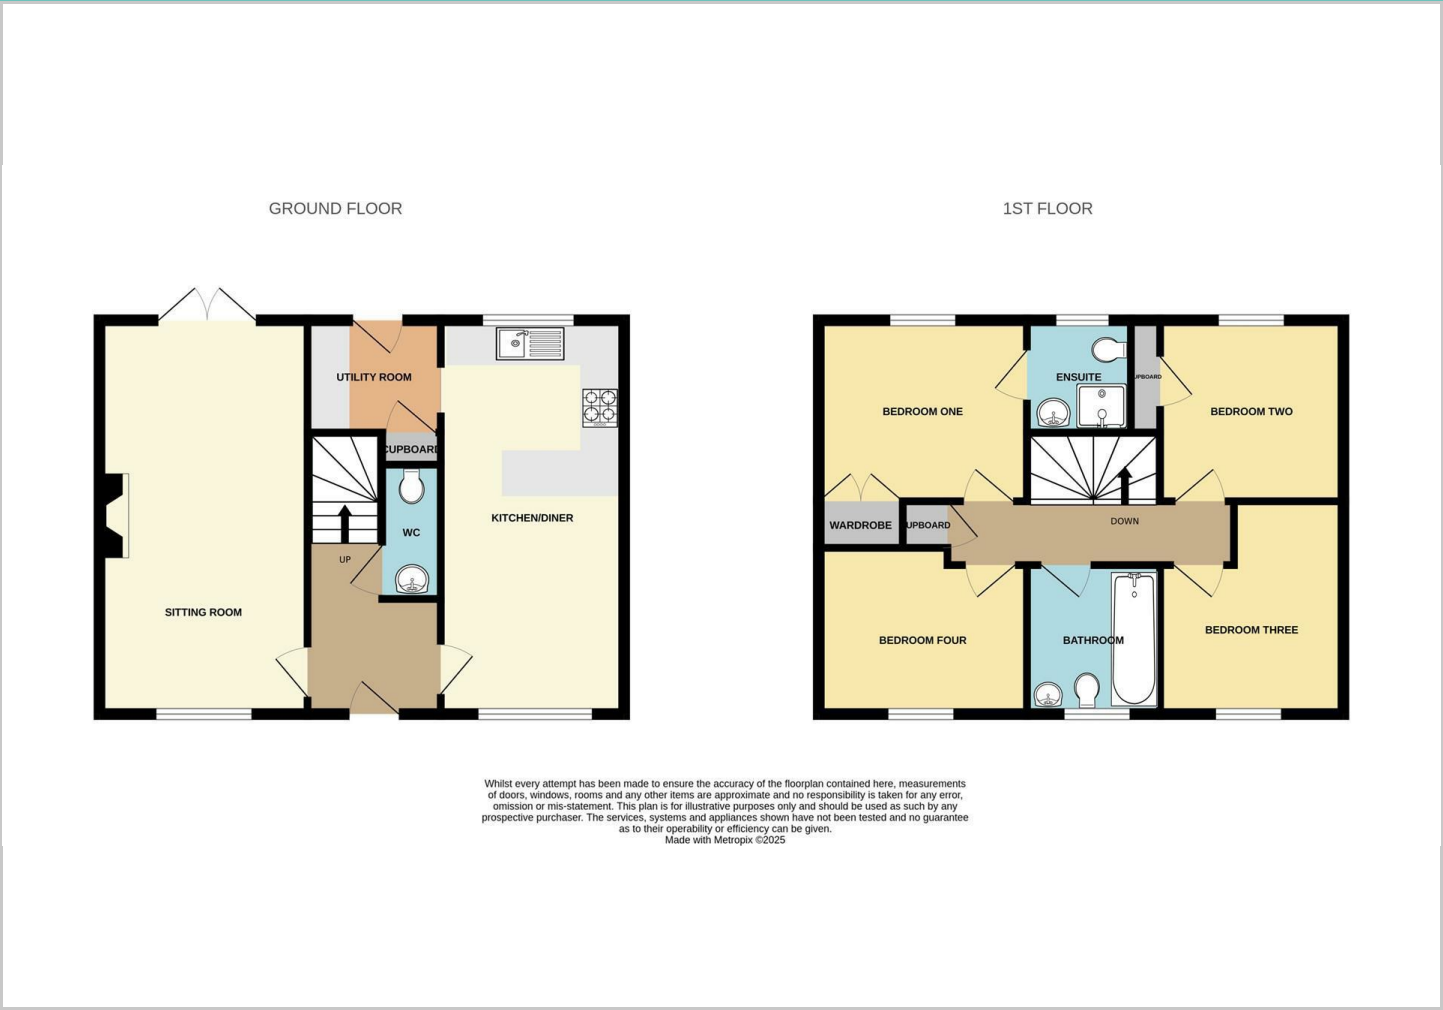 GROUND FLOOR
1ST FLOOR
UTILITY ROOM
CUPBOARD
WC
KITCHEN/DINER
UP
SITTING ROOM
ENSUITE
UPBOARD
BEDROOM ONE
BEDROOM TWO
WARDROBE
UPBOARD
DOWN
BEDROOM FOUR
BATHROOM
BEDROOM THREE
Whilst every attempt has been made to ensure the accuracy of the floorplan contained here, measurements
of doors, windows, rooms and any other items are approximate and no responsibility is taken for any error,
omission or mis-statement. This plan is for illustrative purposes only and should be used as such by any
prospective purchaser. The services, systems and appliances shown have not been tested and no guarantee
as to their operability or efficiency can be given.
Made with Metropix ©2025